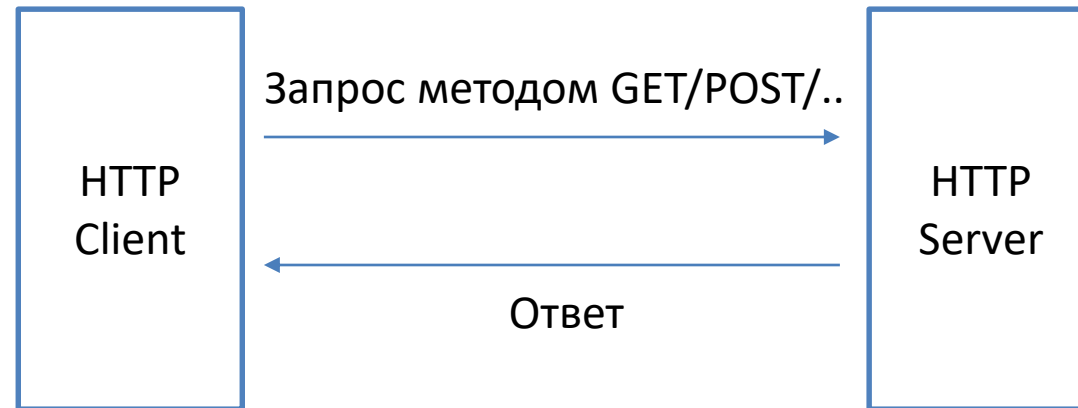 Запрос методом GET/POST/..
HTTP
Client
HTTP
Server
Ответ